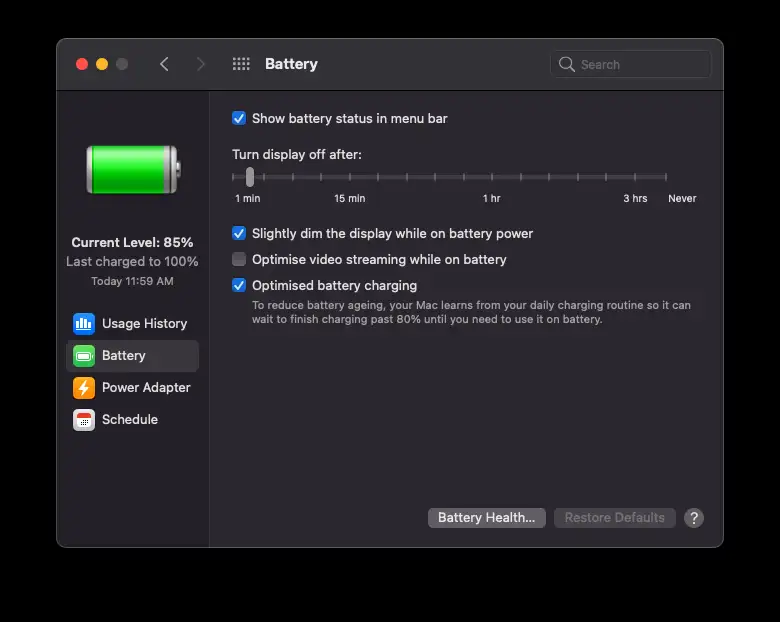 Battery
Search
Current Level: 85%
Last charged to 100%
Today 11:59 AM
Usage History
Battery
Power Adapter
Schedule
Show battery status in menu bar
Turn display off after:
1 min 15 min 1 hr 3 hrs Never
Slightly dim the display while on battery power
Optimise video streaming while on battery
Optimised battery charging
To reduce battery ageing, your Mac learns from your daily charging routine so it can
wait to finish charging past 80% until you need to use it on battery.
Battery Health... Restore Defaults ?